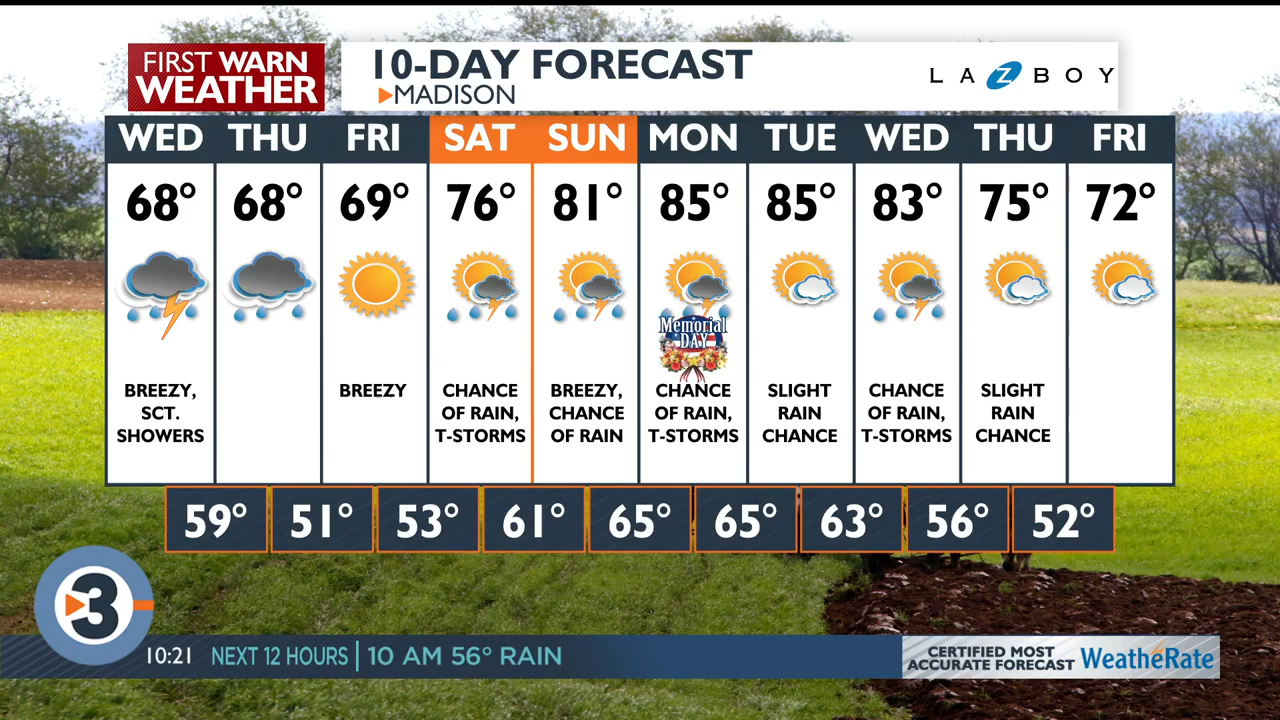 FIRST WARN
WEATHER
10-DAY FORECAST
MADISON
LA Z BOY
WED THU FRI SAT SUN MON TUE WED THU FRI
68° 68° 69° 76° 81° 85° 85° 83° 75° 72°
Memorial
DAY
BREEZY,
SCT.
SHOWERS
BREEZY
CHANCE
OF RAIN,
T-STORMS
BREEZY,
CHANCE
OF RAIN
CHANCE
OF RAIN,
T-STORMS
SLIGHT
RAIN
CHANCE
CHANCE
OF RAIN,
T-STORMS
SLIGHT
RAIN
CHANCE
59° 51° 53° 61° 65° 65° 63° 56° 52°
3
10:21 NEXT 12 HOURS | 10 AM 56° RAIN
CERTIFIED MOST
ACCURATE FORECAST
WeatheRate